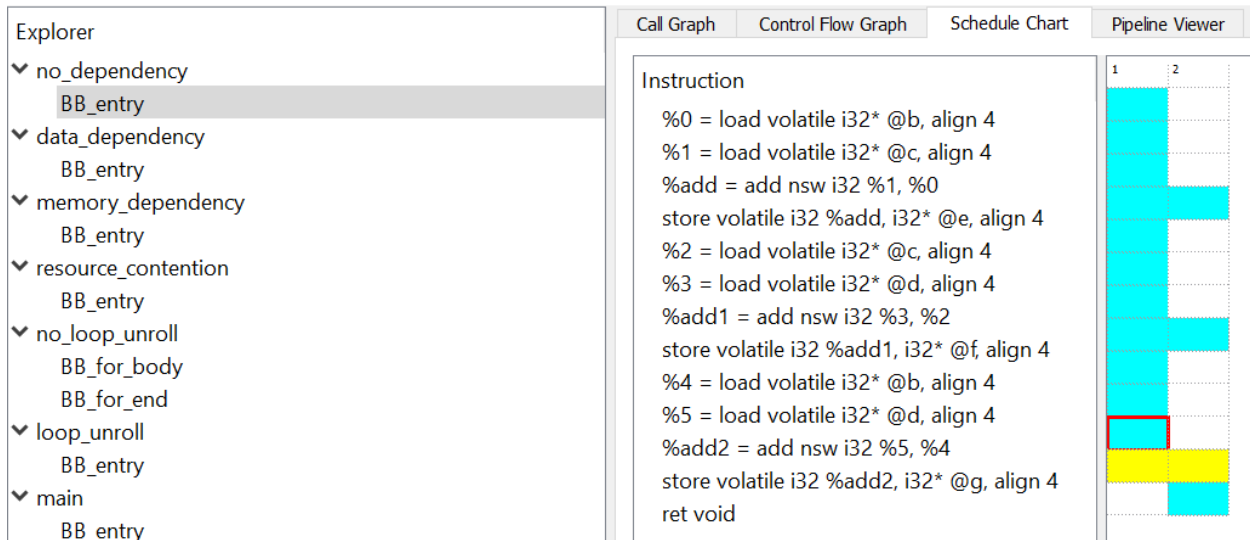 Explorer
no_dependency
BB_entry
data_dependency
BB_entry
memory_dependency
BB_entry
resource_contention
BB_entry
no_loop_unroll
BB_for_body
BB_for_end
loop_unroll
BB_entry
main
BB_entry
Call Graph Control Flow Graph Schedule Chart Pipeline Viewer
Instruction
%0 = load volatile i32* @b, align 4
%1 = load volatile i32* @c, align 4
%add = add nsw i32 %1, %0
store volatile i32 %add, i32* @e, align 4
%2 = load volatile i32* @c, align 4
%3 = load volatile i32* @d, align 4
%add1 = add nsw i32 %3, %2
store volatile i32 %add1, i32* @f, align 4
%4 = load volatile i32* @b, align 4
%5 = load volatile i32* @d, align 4
%add2 = add nsw i32 %5, %4
store volatile i32 %add2, i32* @g, align 4
ret void
1 2